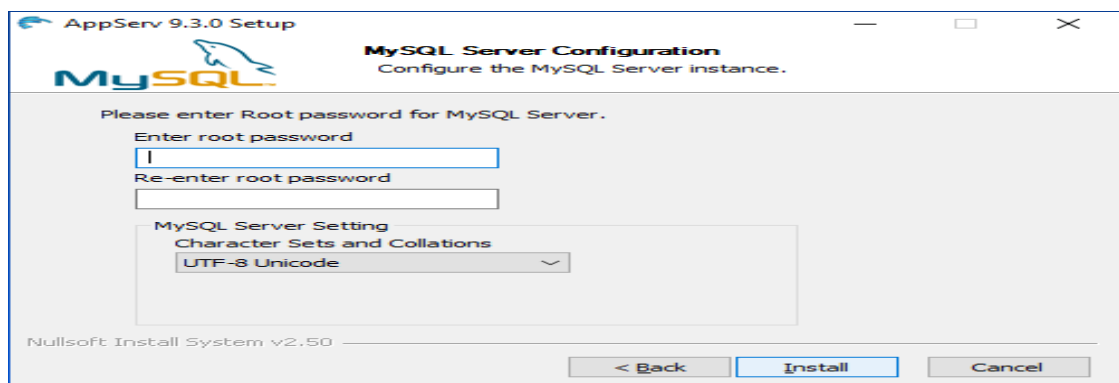 AppServ 9.3.0 Setup
MySQL
MySQL Server Configuration
Configure the MySQL Server instance.
Please enter Root password for MySQL Server.
Enter root password
Re-enter root password
MySQL Server Setting
Character Sets and Collations
UTF-8 Unicode
Nullsoft Install System v2.50
< Back Install Cancel